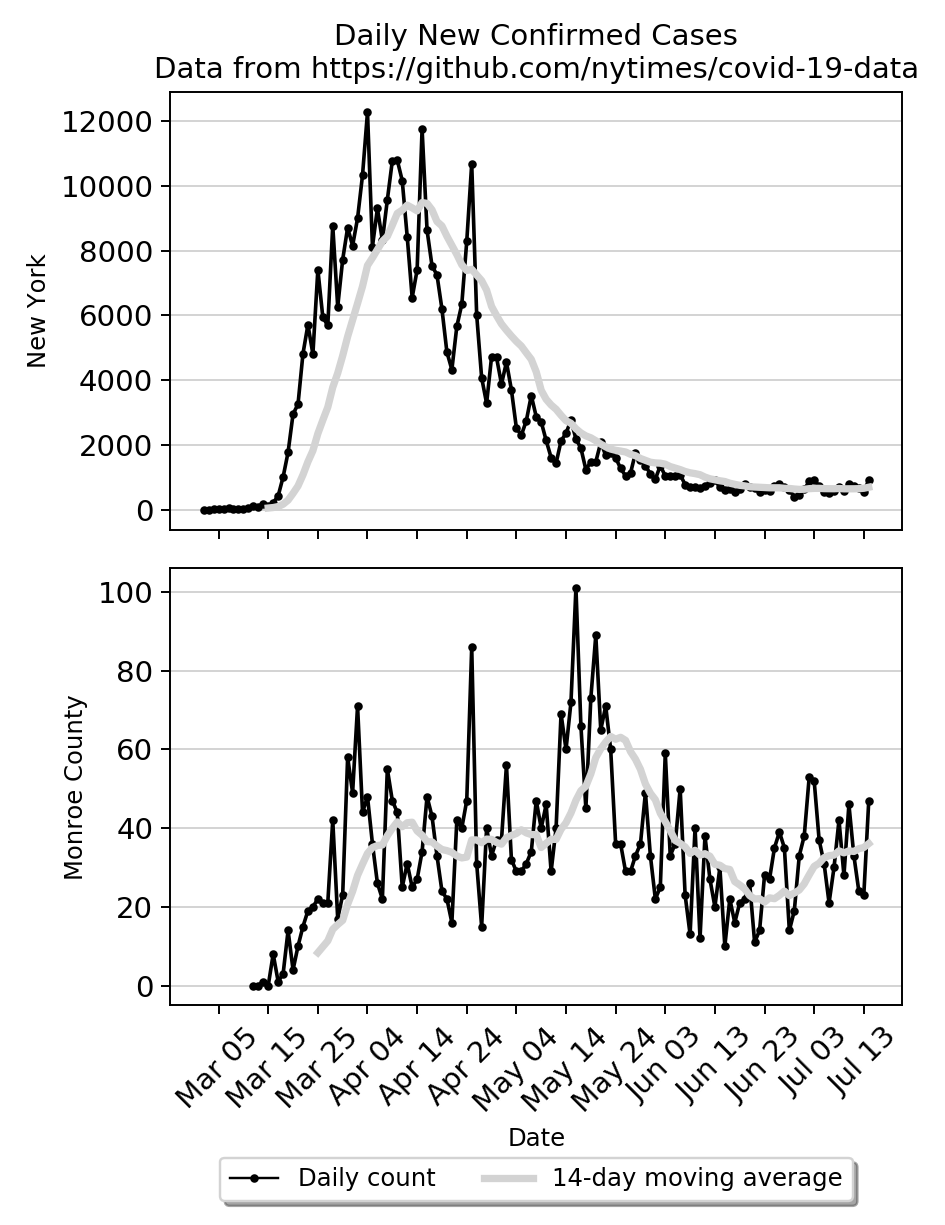 Daily New Confirmed Cases
Data from https://github.com/nytimes/covid-19-data
12000
10000
8000
6000
4000
2000
0
New York
100
80
60
40
20
0
Monroe County
Mar 05
Mar 15
Mar 25
Apr 04
Apr 14
Apr 24
May 04
May 14
May 24
Jun 03
Jun 13
Jun 23
Jul 03
Jul 13
Date
Daily count
14-day moving average